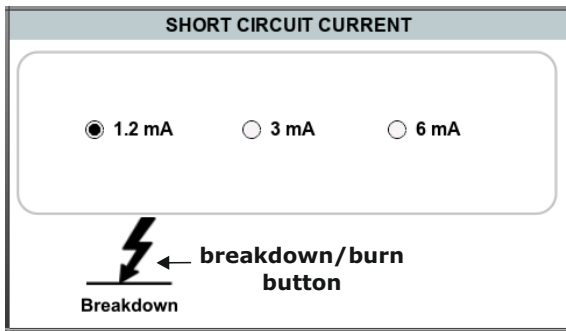 SHORT CIRCUIT CURRENT
1.2 mA 3 mA 6 mA
breakdown/burn
button
Breakdown